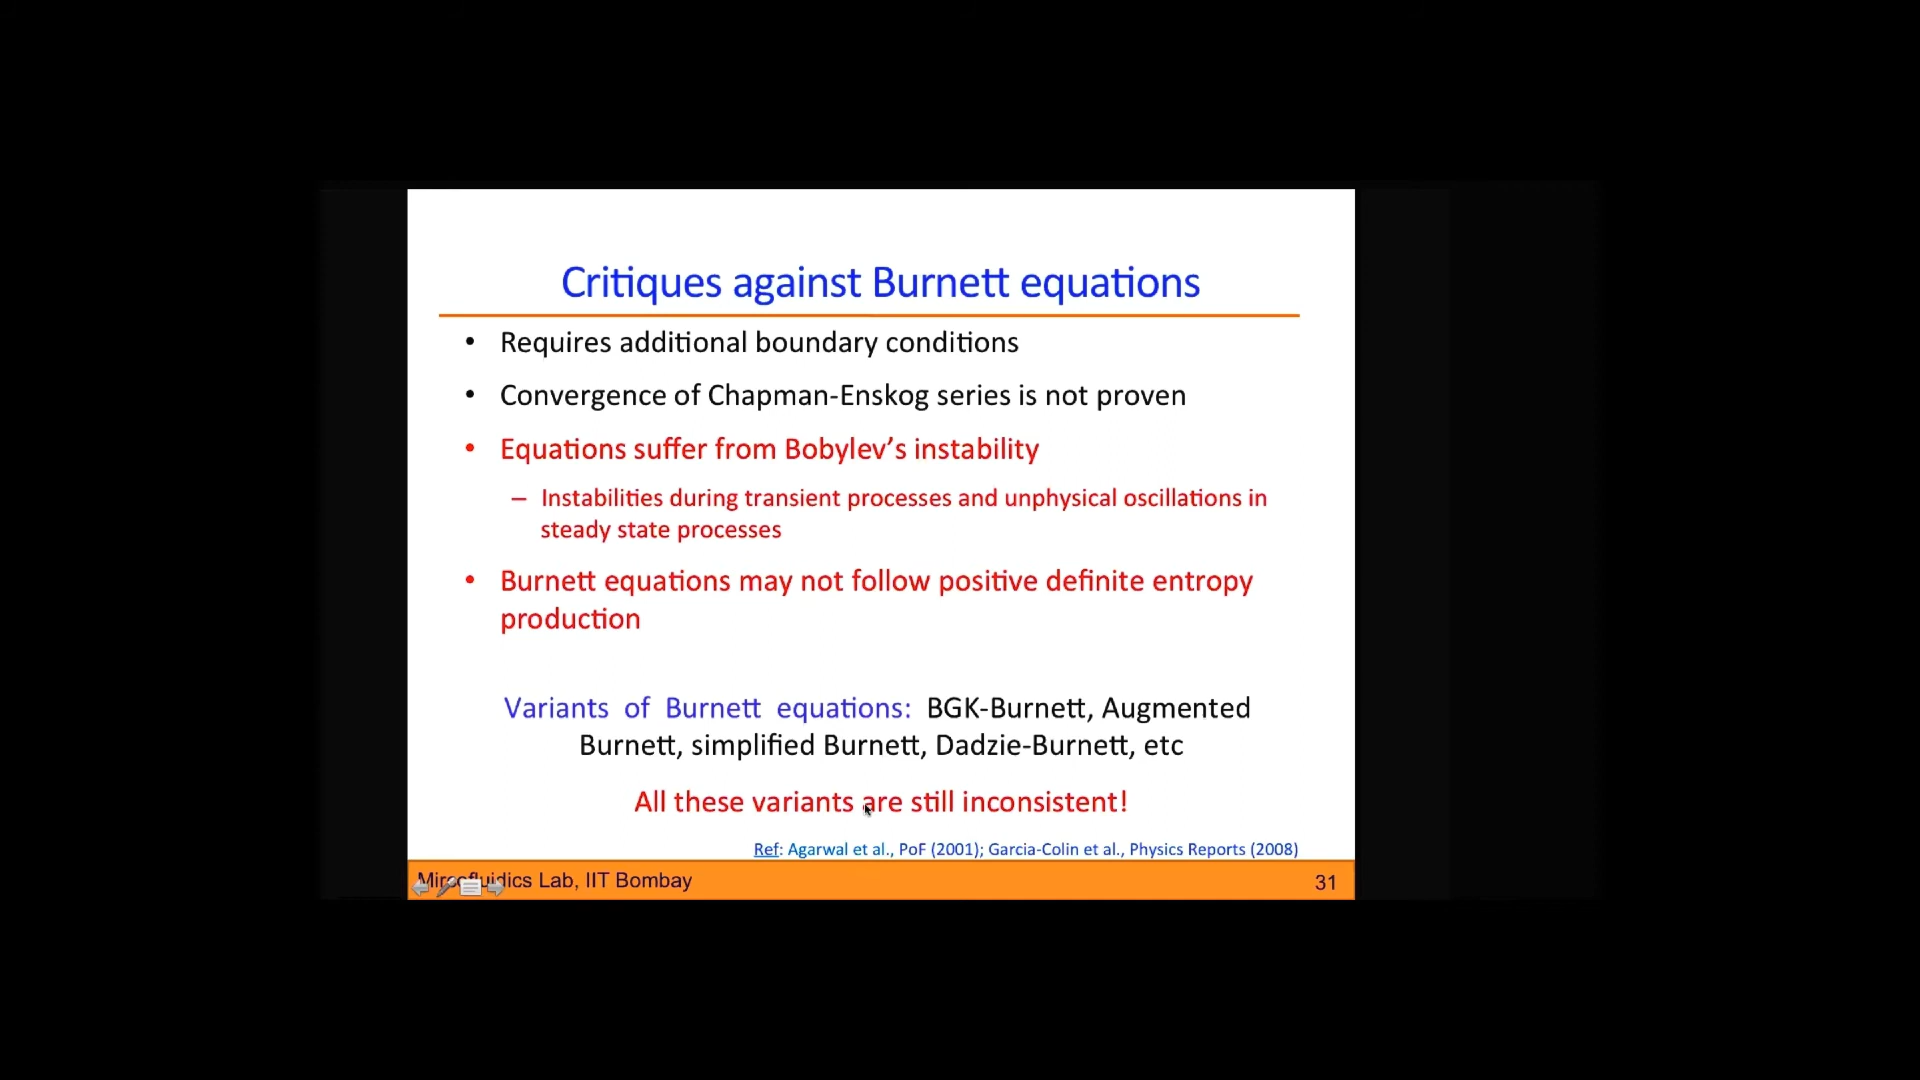 Critiques against Burnett equations
• Requires additional boundary conditions
• Convergence of Chapman-Enskog series is not proven
• Equations suffer from Bobylev's instability
– Instabilities during transient processes and unphysical oscillations in
steady state processes
• Burnett equations may not follow positive definite entropy
production
Variants of Burnett equations: BGK-Burnett, Augmented
Burnett, simplified Burnett, Dadzie-Burnett, etc
All these variants are still inconsistent!
Ref: Agarwal et al., PoF (2001); Garcia-Colin et al., Physics Reports (2008)
Mircofluidics Lab, IIT Bombay
31